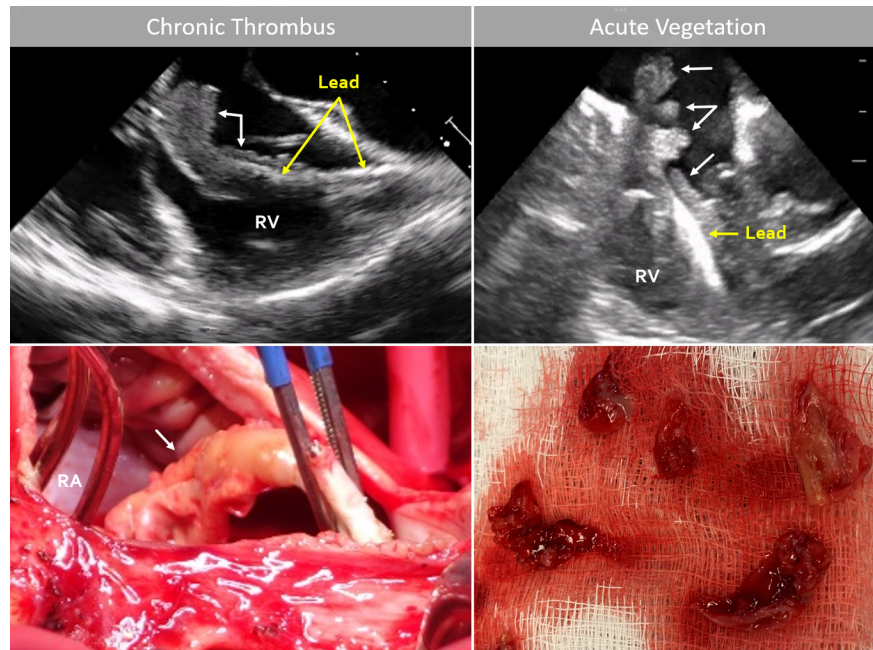 Chronic Thrombus
Acute Vegetation
Lead
RV
Lead
RV
RA